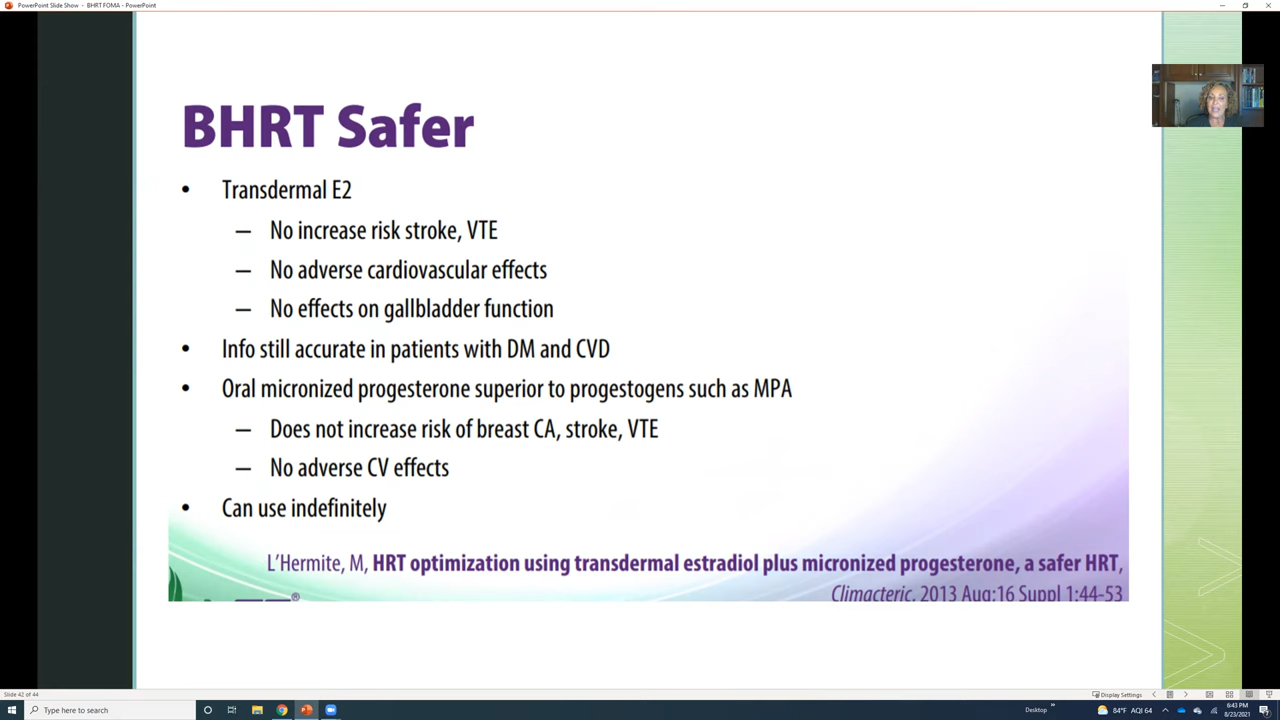 PowerPoint Slide Show - BHRT FOMA - PowerPoint
BHRT Safer
• Transdermal E2
– No increase risk stroke, VTE
– No adverse cardiovascular effects
– No effects on gallbladder function
• Info still accurate in patients with DM and CVD
• Oral micronized progesterone superior to progestogens such as MPA
– Does not increase risk of breast CA, stroke, VTE
– No adverse CV effects
• Can use indefinitely
L'Hermite, M, HRT optimization using transdermal estradiol plus micronized progesterone, a safer HRT,
Climacteric. 2013 Aug;16 Suppl 1:44-53
®
Slide 42 of 44
Display Settings
Type here to search
Desktop
84°F AQI 64
6:43 PM
8/23/2021